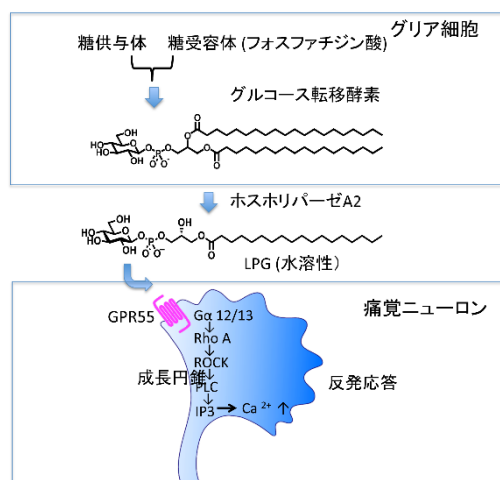 グリア細胞
糖供与体 糖受容体 (フォスファチジン酸)
グルコース転移酵素
ホスホリパーゼA2
LPG (水溶性)
痛覚ニューロン
GPR55
Gα 12/13
Rho A
ROCK
成長円錐
PLC
IP3 → Ca 2+ ↑
反発応答